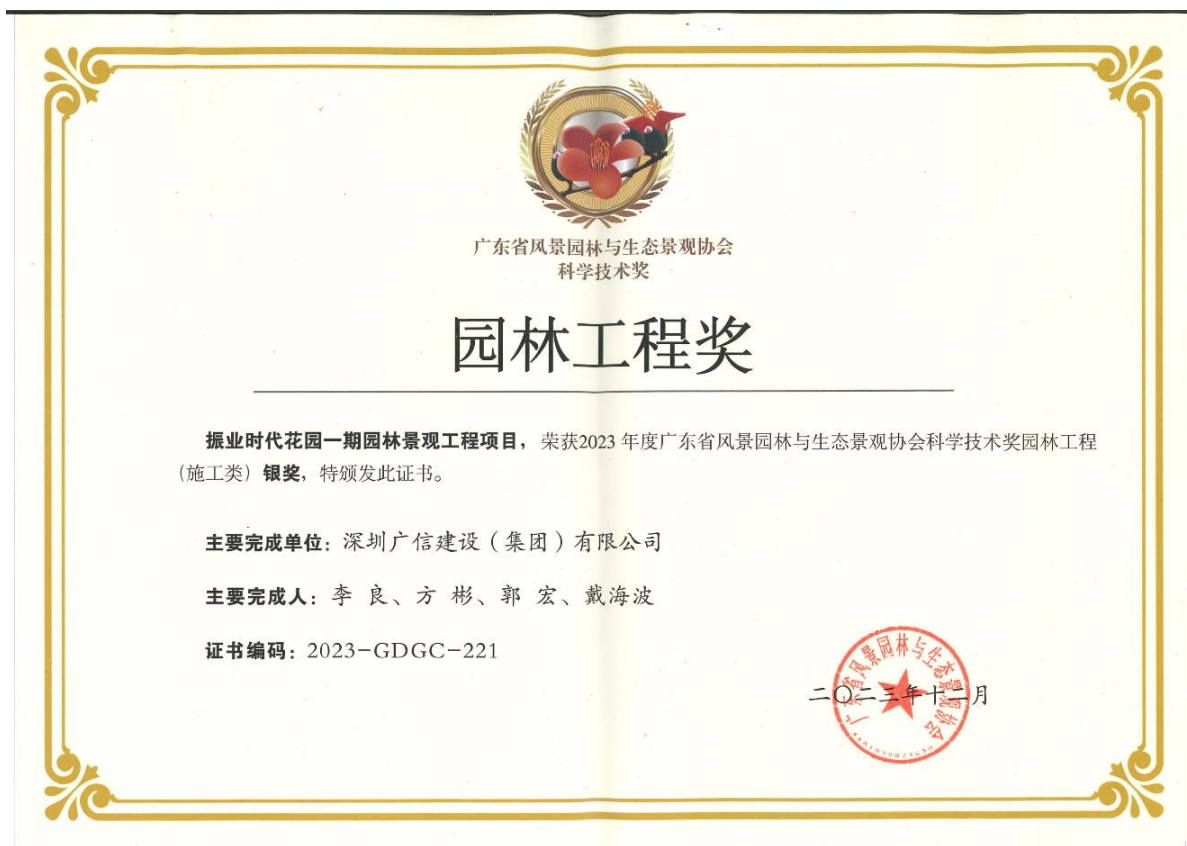 广东省风景园林与生态景观协会
科学技术奖
园林工程奖
振业时代花园一期园林景观工程项目，荣获2023 年度广东省风景园林与生态景观协会科学技术奖园林工程
（施工类）银奖，特颁发此证书。
主要完成单位：深圳广信建设（集团）有限公司
主要完成人：李 良、方 彬、郭 宏、戴海波
证书编码：2023-GDGC-221
二〇二三年十二月
广东省风景园林与生态景观协会